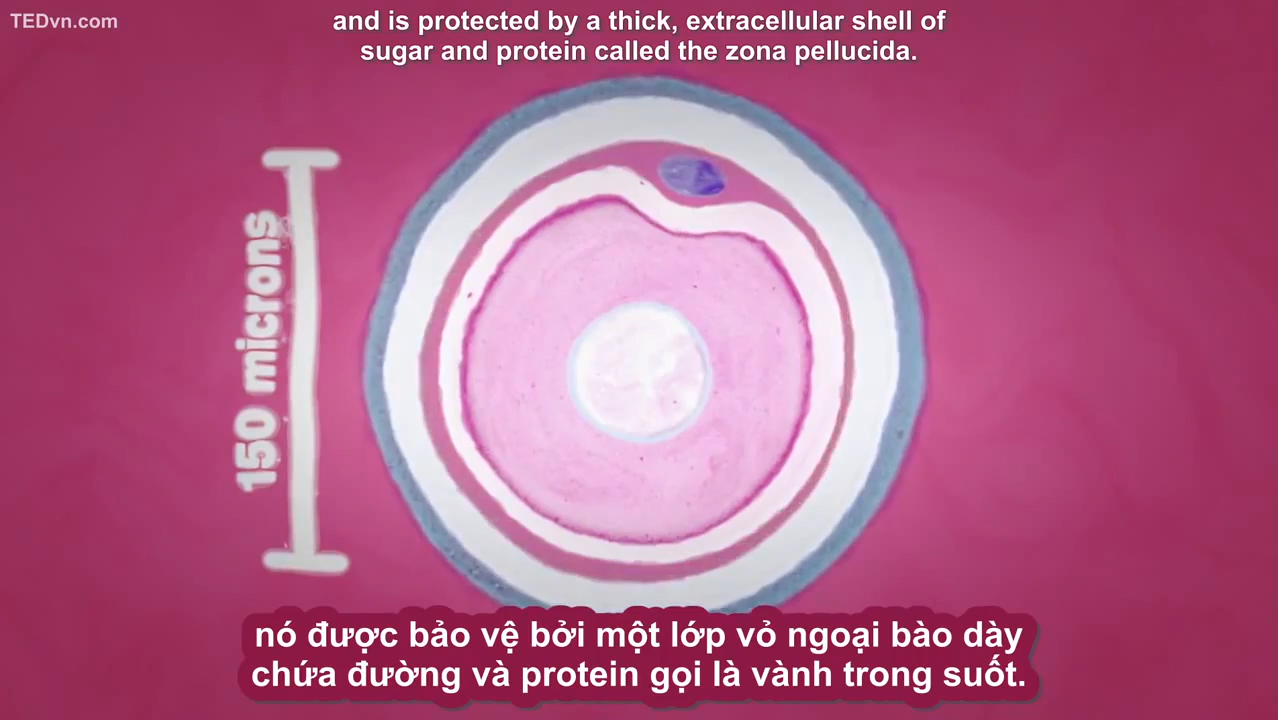 TEDvn.com
and is protected by a thick, extracellular shell of
sugar and protein called the zona pellucida.
150 microns
nó được bảo vệ bởi một lớp vỏ ngoại bào dày
chứa đường và protein gọi là vành trong suốt.